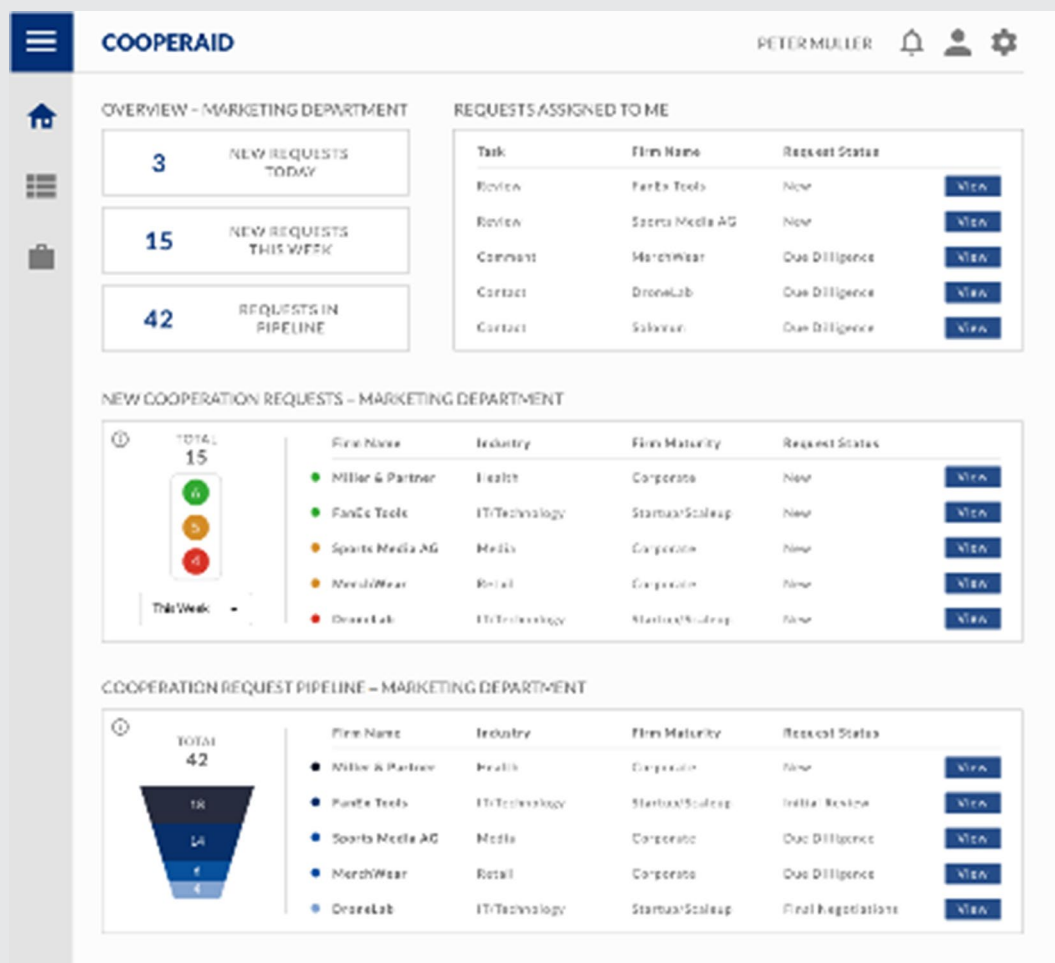 COOPERAID
PETER MULLER
OVERVIEW – MARKETING DEPARTMENT
3 NEW REQUESTS
TODAY
15 NEW REQUESTS
THIS WEEK
42 REQUESTS IN
PIPELINE
REQUESTS ASSIGNED TO ME
Task Firm Name Request Status
Review FanEx Tools New View
Review Sports Media AG New View
Comment MerchWear Due Diligence View
Contact DroneLab Due Diligence View
Contact Solomun Due Diligence View
NEW COOPERATION REQUESTS – MARKETING DEPARTMENT
TOTAL
15
6
5
4
This Week
Firm Name Industry Firm Maturity Request Status
Miller & Partner Health Corporate New View
FanEx Tools IT/Technology Startup/Scaleup New View
Sports Media AG Media Corporate New View
MerchWear Retail Corporate New View
DroneLab IT/Technology Startup/Scaleup New View
COOPERATION REQUEST PIPELINE – MARKETING DEPARTMENT
TOTAL
42
18
14
6
4
Firm Name Industry Firm Maturity Request Status
Miller & Partner Health Corporate New View
FanEx Tools IT/Technology Startup/Scaleup Initial Review View
Sports Media AG Media Corporate Due Diligence View
MerchWear Retail Corporate Due Diligence View
DroneLab IT/Technology Startup/Scaleup Final Negotiations View